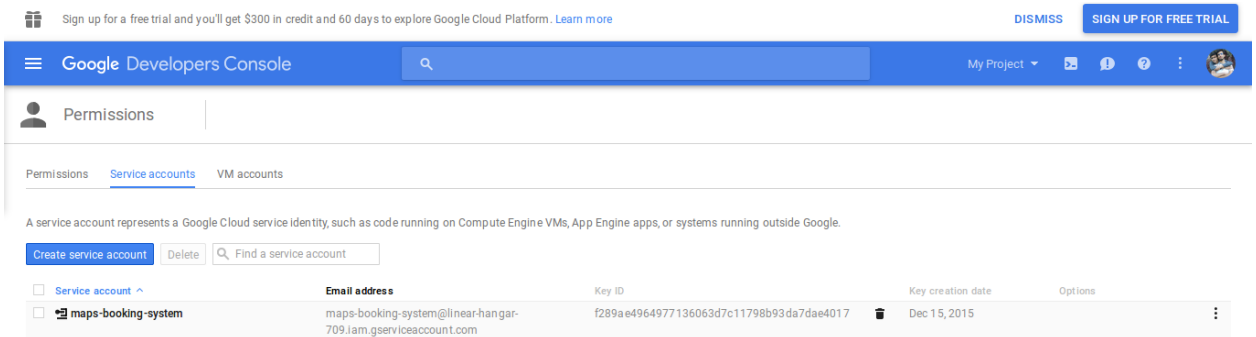 Sign up for a free trial and you'll get $300 in credit and 60 days to explore Google Cloud Platform. Learn more
DISMISS
SIGN UP FOR FREE TRIAL
Google Developers Console
My Project
Permissions
Permissions Service accounts VM accounts
A service account represents a Google Cloud service identity, such as code running on Compute Engine VMs, App Engine apps, or systems running outside Google.
Create service account Delete Find a service account
Service account Email address Key ID Key creation date Options
maps-booking-system maps-booking-system@linear-hangar- f289ae4964977136063d7c11798b93da7dae4017 Dec 15, 2015
709.iam.gserviceaccount.com